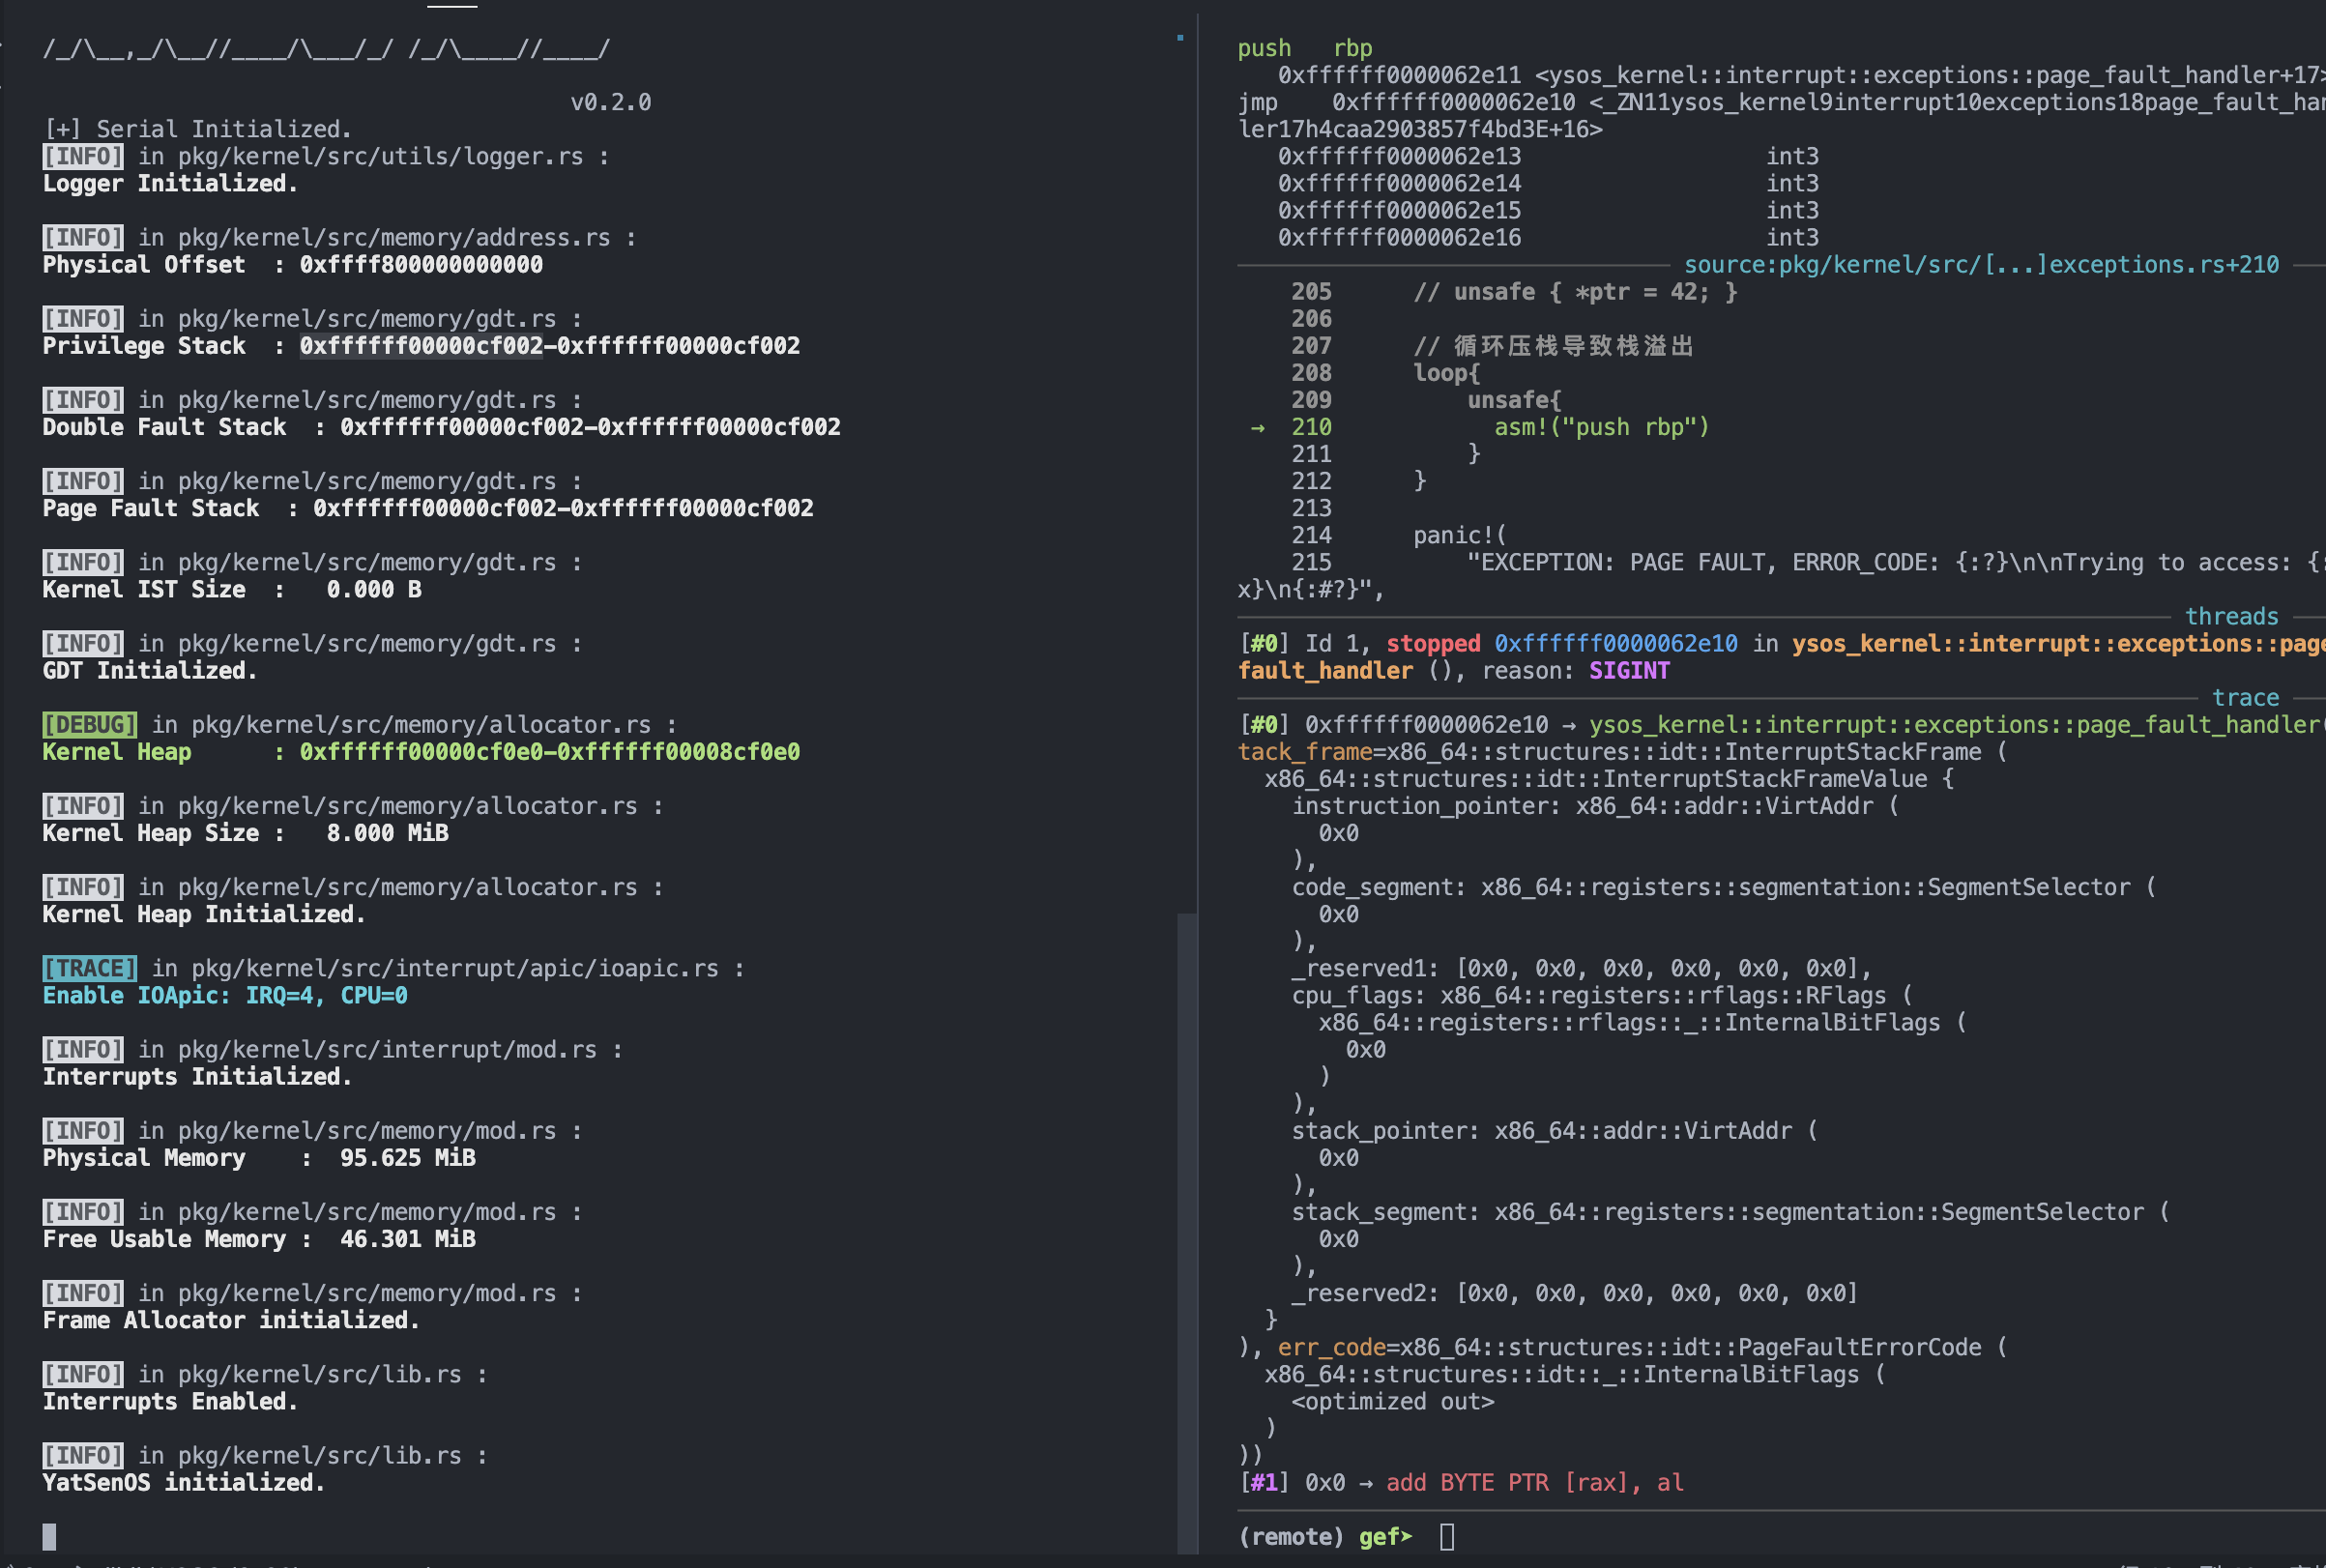 /_/\__,_/\__//____/\___/_/ /_/\____//____/
v0.2.0
[+] Serial Initialized.
[INFO] in pkg/kernel/src/utils/logger.rs :
Logger Initialized.
[INFO] in pkg/kernel/src/memory/address.rs :
Physical Offset  : 0xffff800000000000
[INFO] in pkg/kernel/src/memory/gdt.rs :
Privilege Stack  : 0xffffff00000cf002-0xffffff00000cf002
[INFO] in pkg/kernel/src/memory/gdt.rs :
Double Fault Stack  : 0xffffff00000cf002-0xffffff00000cf002
[INFO] in pkg/kernel/src/memory/gdt.rs :
Page Fault Stack  : 0xffffff00000cf002-0xffffff00000cf002
[INFO] in pkg/kernel/src/memory/gdt.rs :
Kernel IST Size  :   0.000 B
[INFO] in pkg/kernel/src/memory/gdt.rs :
GDT Initialized.
[DEBUG] in pkg/kernel/src/memory/allocator.rs :
Kernel Heap      : 0xffffff00000cf0e0-0xffffff00008cf0e0
[INFO] in pkg/kernel/src/memory/allocator.rs :
Kernel Heap Size :   8.000 MiB
[INFO] in pkg/kernel/src/memory/allocator.rs :
Kernel Heap Initialized.
[TRACE] in pkg/kernel/src/interrupt/apic/ioapic.rs :
Enable IOApic: IRQ=4, CPU=0
[INFO] in pkg/kernel/src/interrupt/mod.rs :
Interrupts Initialized.
[INFO] in pkg/kernel/src/memory/mod.rs :
Physical Memory    :  95.625 MiB
[INFO] in pkg/kernel/src/memory/mod.rs :
Free Usable Memory :  46.301 MiB
[INFO] in pkg/kernel/src/memory/mod.rs :
Frame Allocator initialized.
[INFO] in pkg/kernel/src/lib.rs :
Interrupts Enabled.
[INFO] in pkg/kernel/src/lib.rs :
YatSenOS initialized.
push   rbp
0xffffff0000062e11 <ysos_kernel::interrupt::exceptions::page_fault_handler+17>
jmp    0xffffff0000062e10 <_ZN11ysos_kernel9interrupt10exceptions18page_fault_han
ler17h4caa2903857f4bd3E+16>
0xffffff0000062e13                  int3
0xffffff0000062e14                  int3
0xffffff0000062e15                  int3
0xffffff0000062e16                  int3
source:pkg/kernel/src/[...]exceptions.rs+210
205      // unsafe { *ptr = 42; }
206
207      // 循环压栈导致栈溢出
208      loop{
209          unsafe{
→  210            asm!("push rbp")
211          }
212      }
213
214      panic!(
215          "EXCEPTION: PAGE FAULT, ERROR_CODE: {:?}\n\nTrying to access: {:
x}\n{:#?}",
threads
[#0] Id 1, stopped 0xffffff0000062e10 in ysos_kernel::interrupt::exceptions::page
fault_handler (), reason: SIGINT
trace
[#0] 0xffffff0000062e10 → ysos_kernel::interrupt::exceptions::page_fault_handler(
tack_frame=x86_64::structures::idt::InterruptStackFrame (
x86_64::structures::idt::InterruptStackFrameValue {
instruction_pointer: x86_64::addr::VirtAddr (
0x0
),
code_segment: x86_64::registers::segmentation::SegmentSelector (
0x0
),
_reserved1: [0x0, 0x0, 0x0, 0x0, 0x0, 0x0],
cpu_flags: x86_64::registers::rflags::RFlags (
x86_64::registers::rflags::_::InternalBitFlags (
0x0
)
),
stack_pointer: x86_64::addr::VirtAddr (
0x0
),
stack_segment: x86_64::registers::segmentation::SegmentSelector (
0x0
),
_reserved2: [0x0, 0x0, 0x0, 0x0, 0x0, 0x0]
}
), err_code=x86_64::structures::idt::PageFaultErrorCode (
x86_64::structures::idt::_::InternalBitFlags (
<optimized out>
)
))
[#1] 0x0 → add BYTE PTR [rax], al
(remote) gef➤